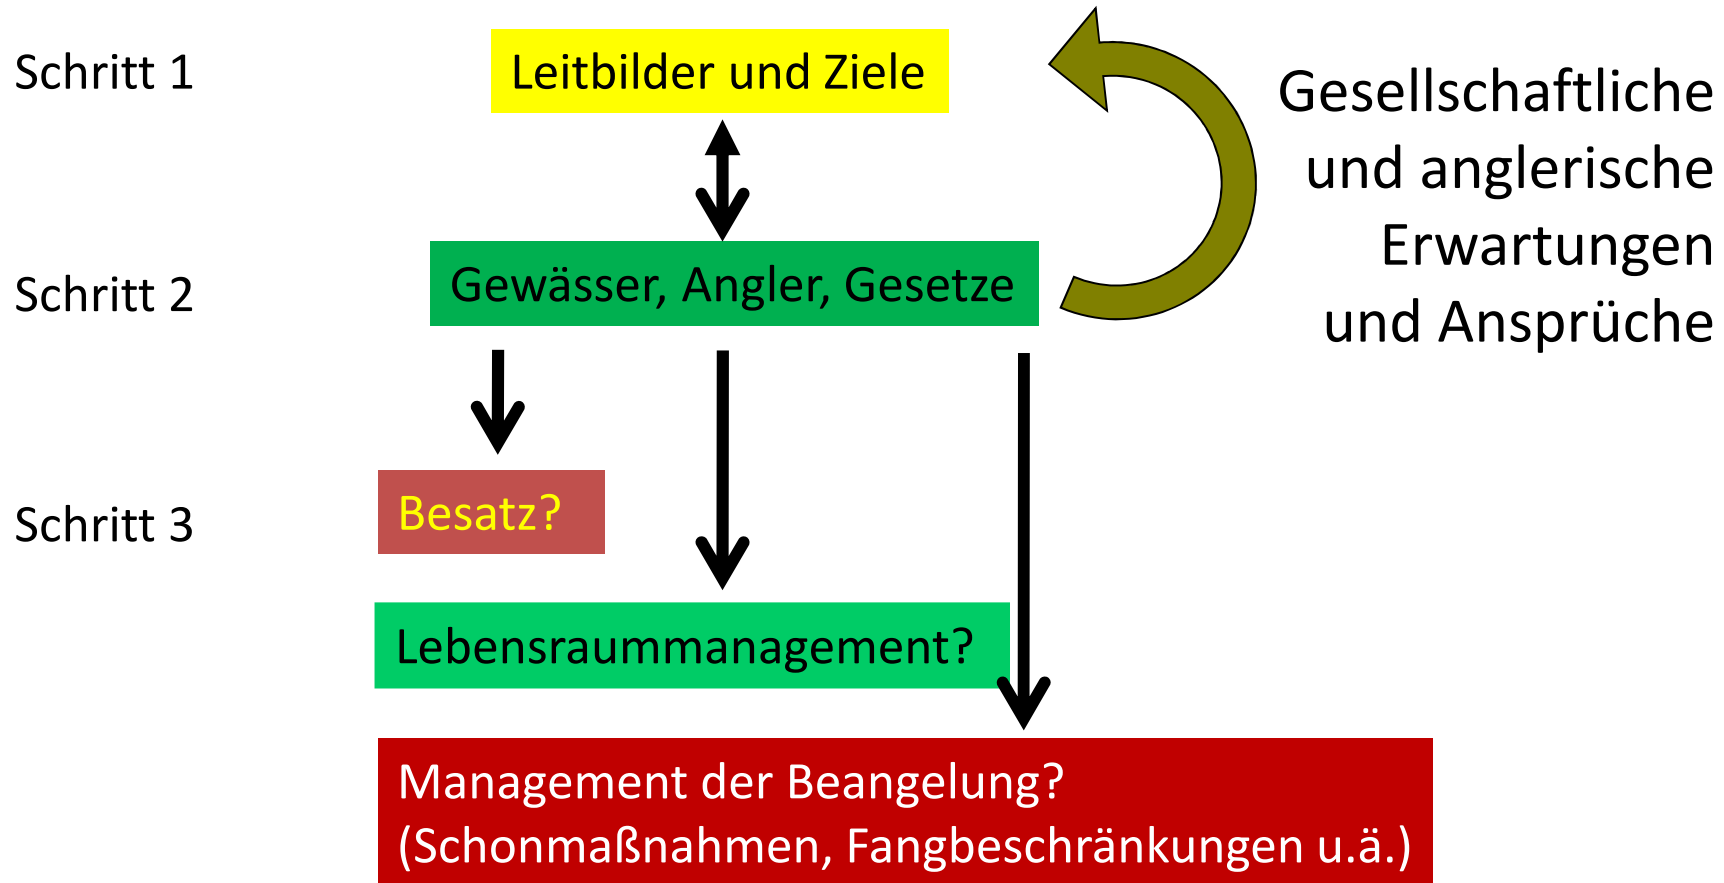 Schritt 1
Leitbilder und Ziele
Gesellschaftliche
und anglerische
Erwartungen
und Ansprüche
Schritt 2
Gewässer, Angler, Gesetze
Schritt 3
Besatz?
Lebensraummanagement?
Management der Beangelung?
(Schonmaßnahmen, Fangbeschränkungen u.ä.)